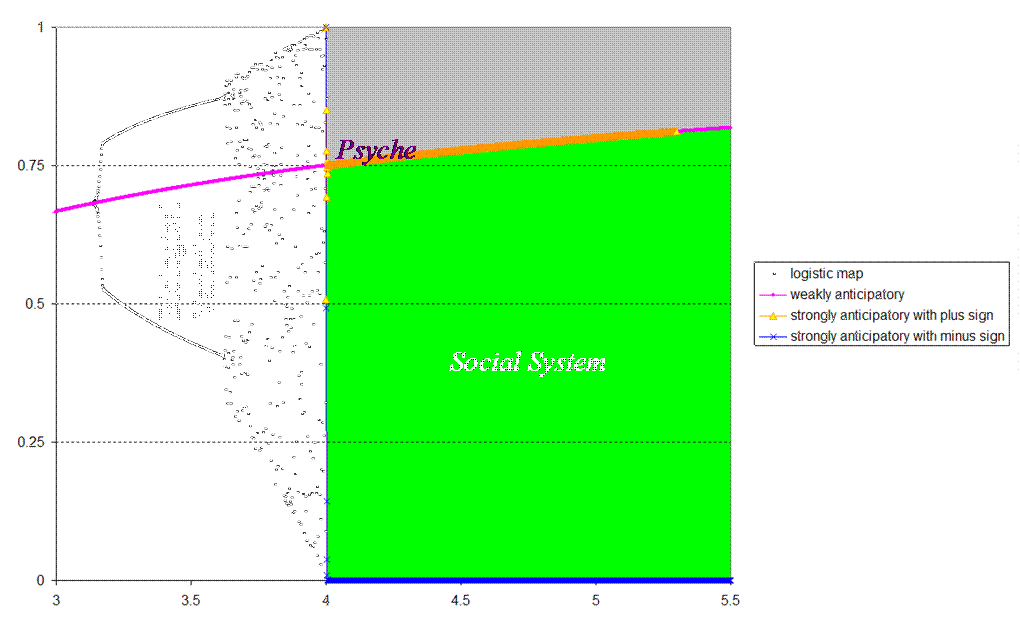 1
0.75
0.5
0.25
0
3
3.5
4
4.5
5
5.5
Psyche
Social System
logistic map
weakly anticipatory
strongly anticipatory with plus sign
strongly anticipatory with minus sign